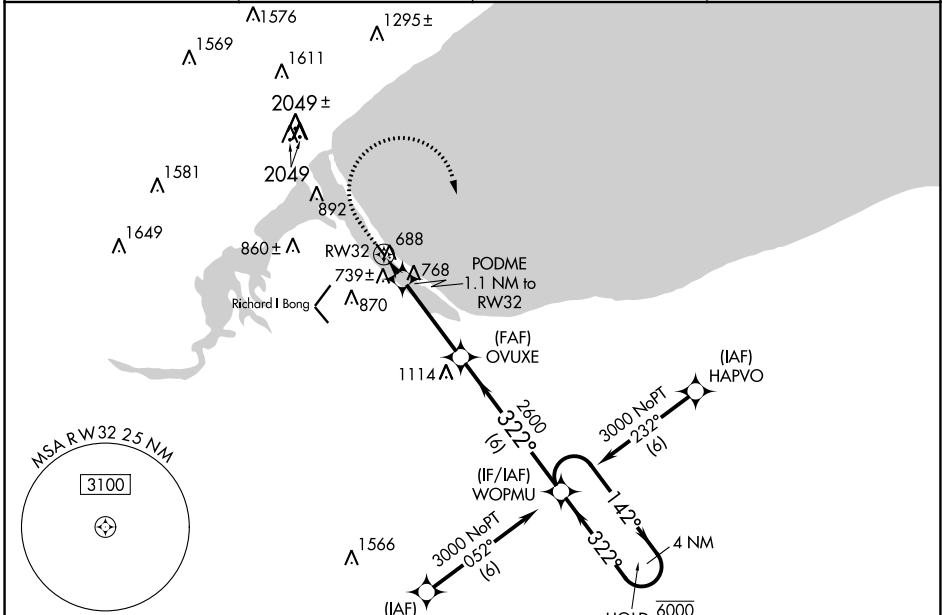 1576
1295±
1569
1611
2049±
2049
1581
892
1649
860±
RW32
688
739±
768
PODME
1.1 NM to
RW32
Richard I Bong
870
(FAF)
OVUXE
1114
(IAF)
HAPVO
2600
322°
(6)
3000 NoPT
232°
(6)
MSA RW32 25 NM
3100
(IF/IAF)
WOPMU
142°
322°
4 NM
1566
3000 NoPT
052°
(6)
(IAF)
HOLD 6000